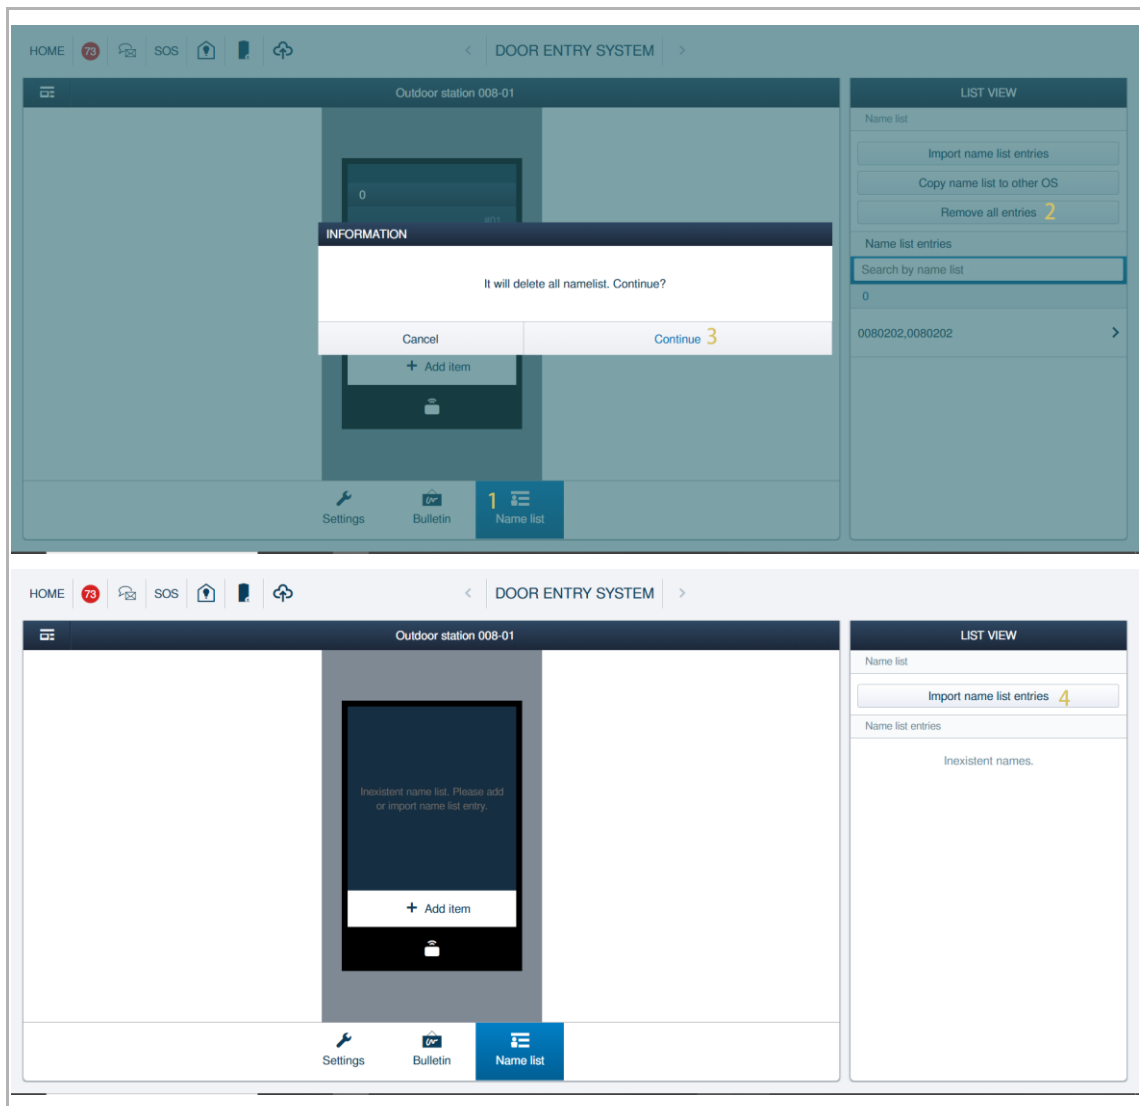 HOME 73 SOS < DOOR ENTRY SYSTEM >
Outdoor station 008-01
LIST VIEW
Name list
Import name list entries
Copy name list to other OS
Remove all entries 2
Name list entries
Search by name list
0
0080202,0080202 >
0
#01
INFORMATION
It will delete all namelist. Continue?
Cancel
Continue 3
+ Add item
Settings
Bulletin
1 Name list
HOME 73 SOS < DOOR ENTRY SYSTEM >
Outdoor station 008-01
LIST VIEW
Name list
Import name list entries 4
Name list entries
Inexistent names.
Inexistent name list. Please add
or import name list entry.
+ Add item
Settings
Bulletin
Name list